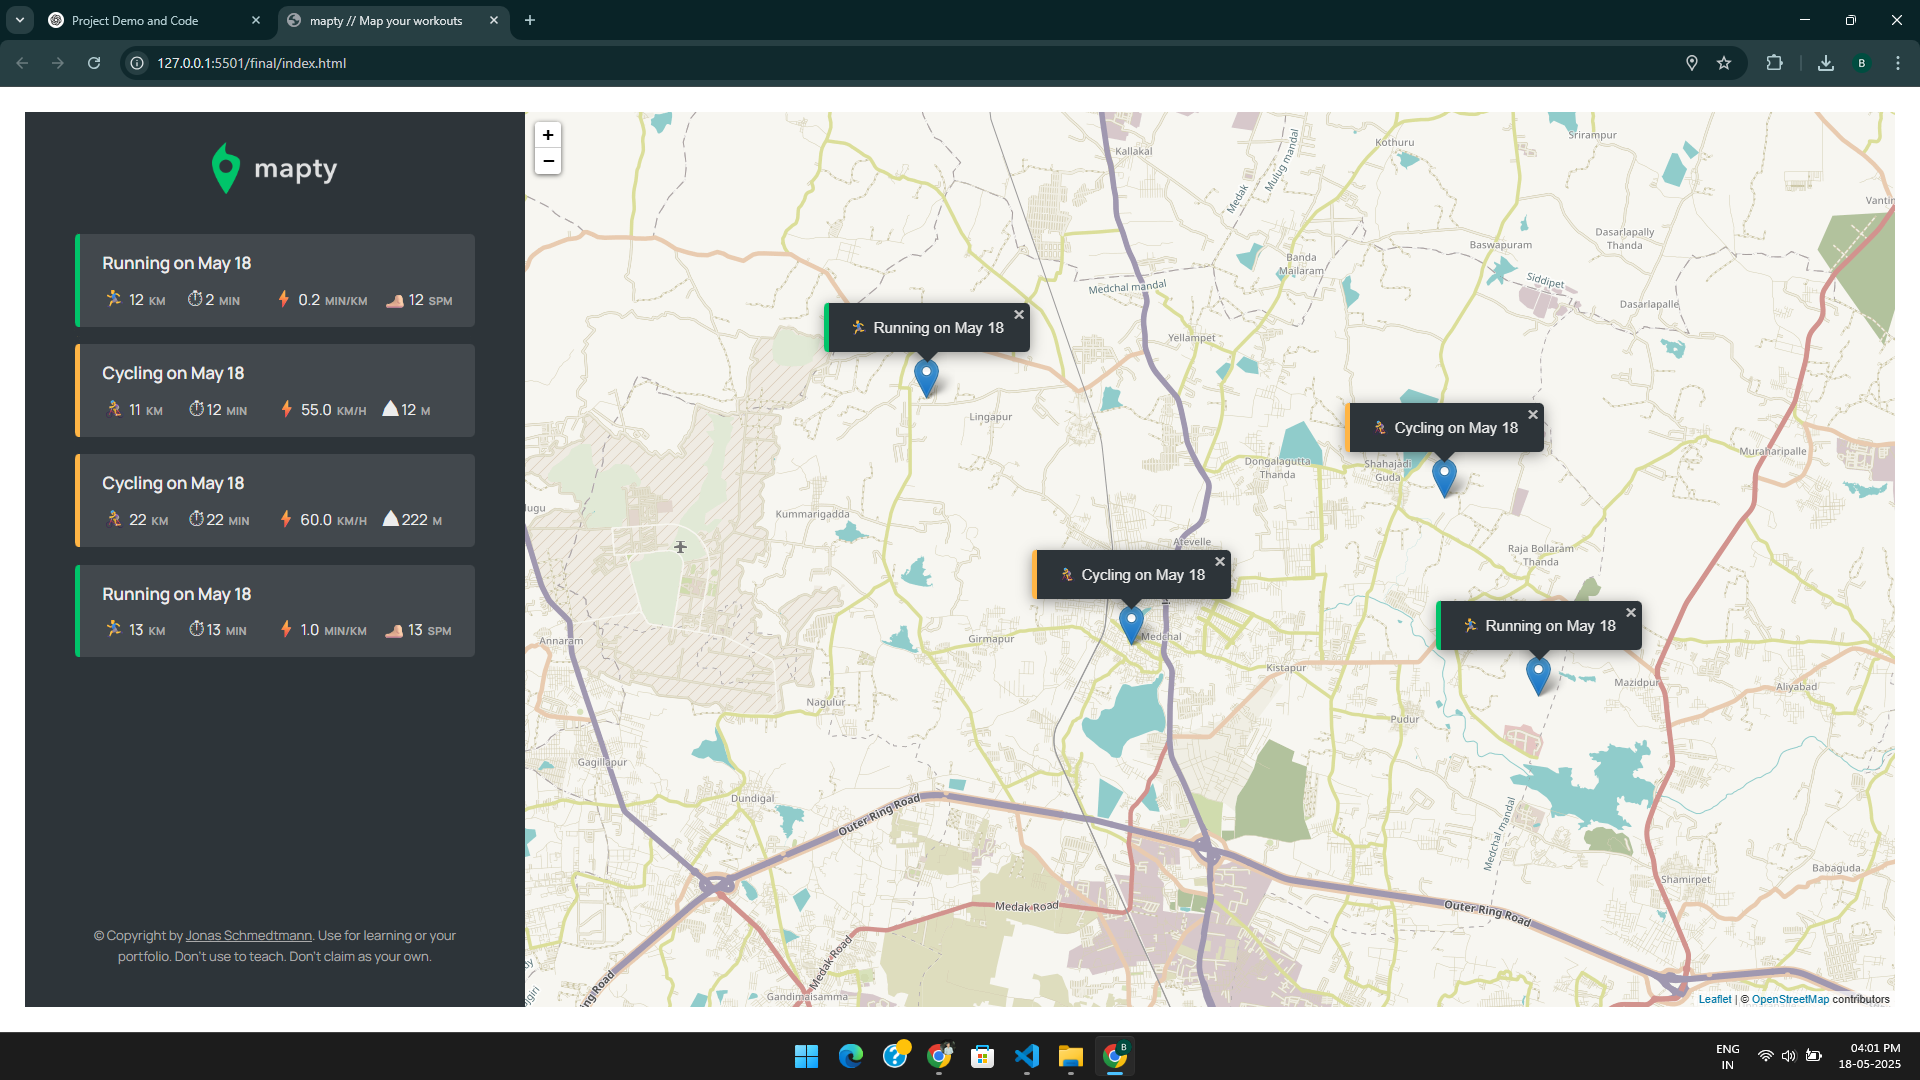 Project Demo and Code
mapty // Map your workouts
127.0.0.1:5501/final/index.html
B
mapty
Running on May 18
12 KM 2 MIN 0.2 MIN/KM 12 SPM
Cycling on May 18
11 KM 12 MIN 55.0 KM/H 12 M
Cycling on May 18
22 KM 22 MIN 60.0 KM/H 222 M
Running on May 18
13 KM 13 MIN 1.0 MIN/KM 13 SPM
© Copyright by Jonas Schmedtmann. Use for learning or your
portfolio. Don't use to teach. Don't claim as your own.
+
−
Kallakal
Mulug mandal
Medak
Kothuru
Srirampur
Vantir
Dasarlapally
Thanda
Baswapuram
Banda
Mailaram
Siddipet
Medchal mandal
Dasarlapalle
Running on May 18
Yellampet
Lingapur
Cycling on May 18
Muraharipalle
Dongalagutta
Thanda
Shahajadi
Guda
ugu
Kummarigadda
Atevelle
Raja Bollaram
Thanda
Cycling on May 18
Running on May 18
Annaram
Girmapur
Medchal
Kistapur
Mazidpur
Aliyabad
Nagulur
Pudur
Gagillapur
Dundigal
Outer Ring Road
Medchal mandal
Babaguda
Shamirpet
Medak Road
Outer Ring Road
Medak Road
ng Road
Gandimaisamma
Leaflet | © OpenStreetMap contributors
B
ENG
IN
04:01 PM
18-05-2025